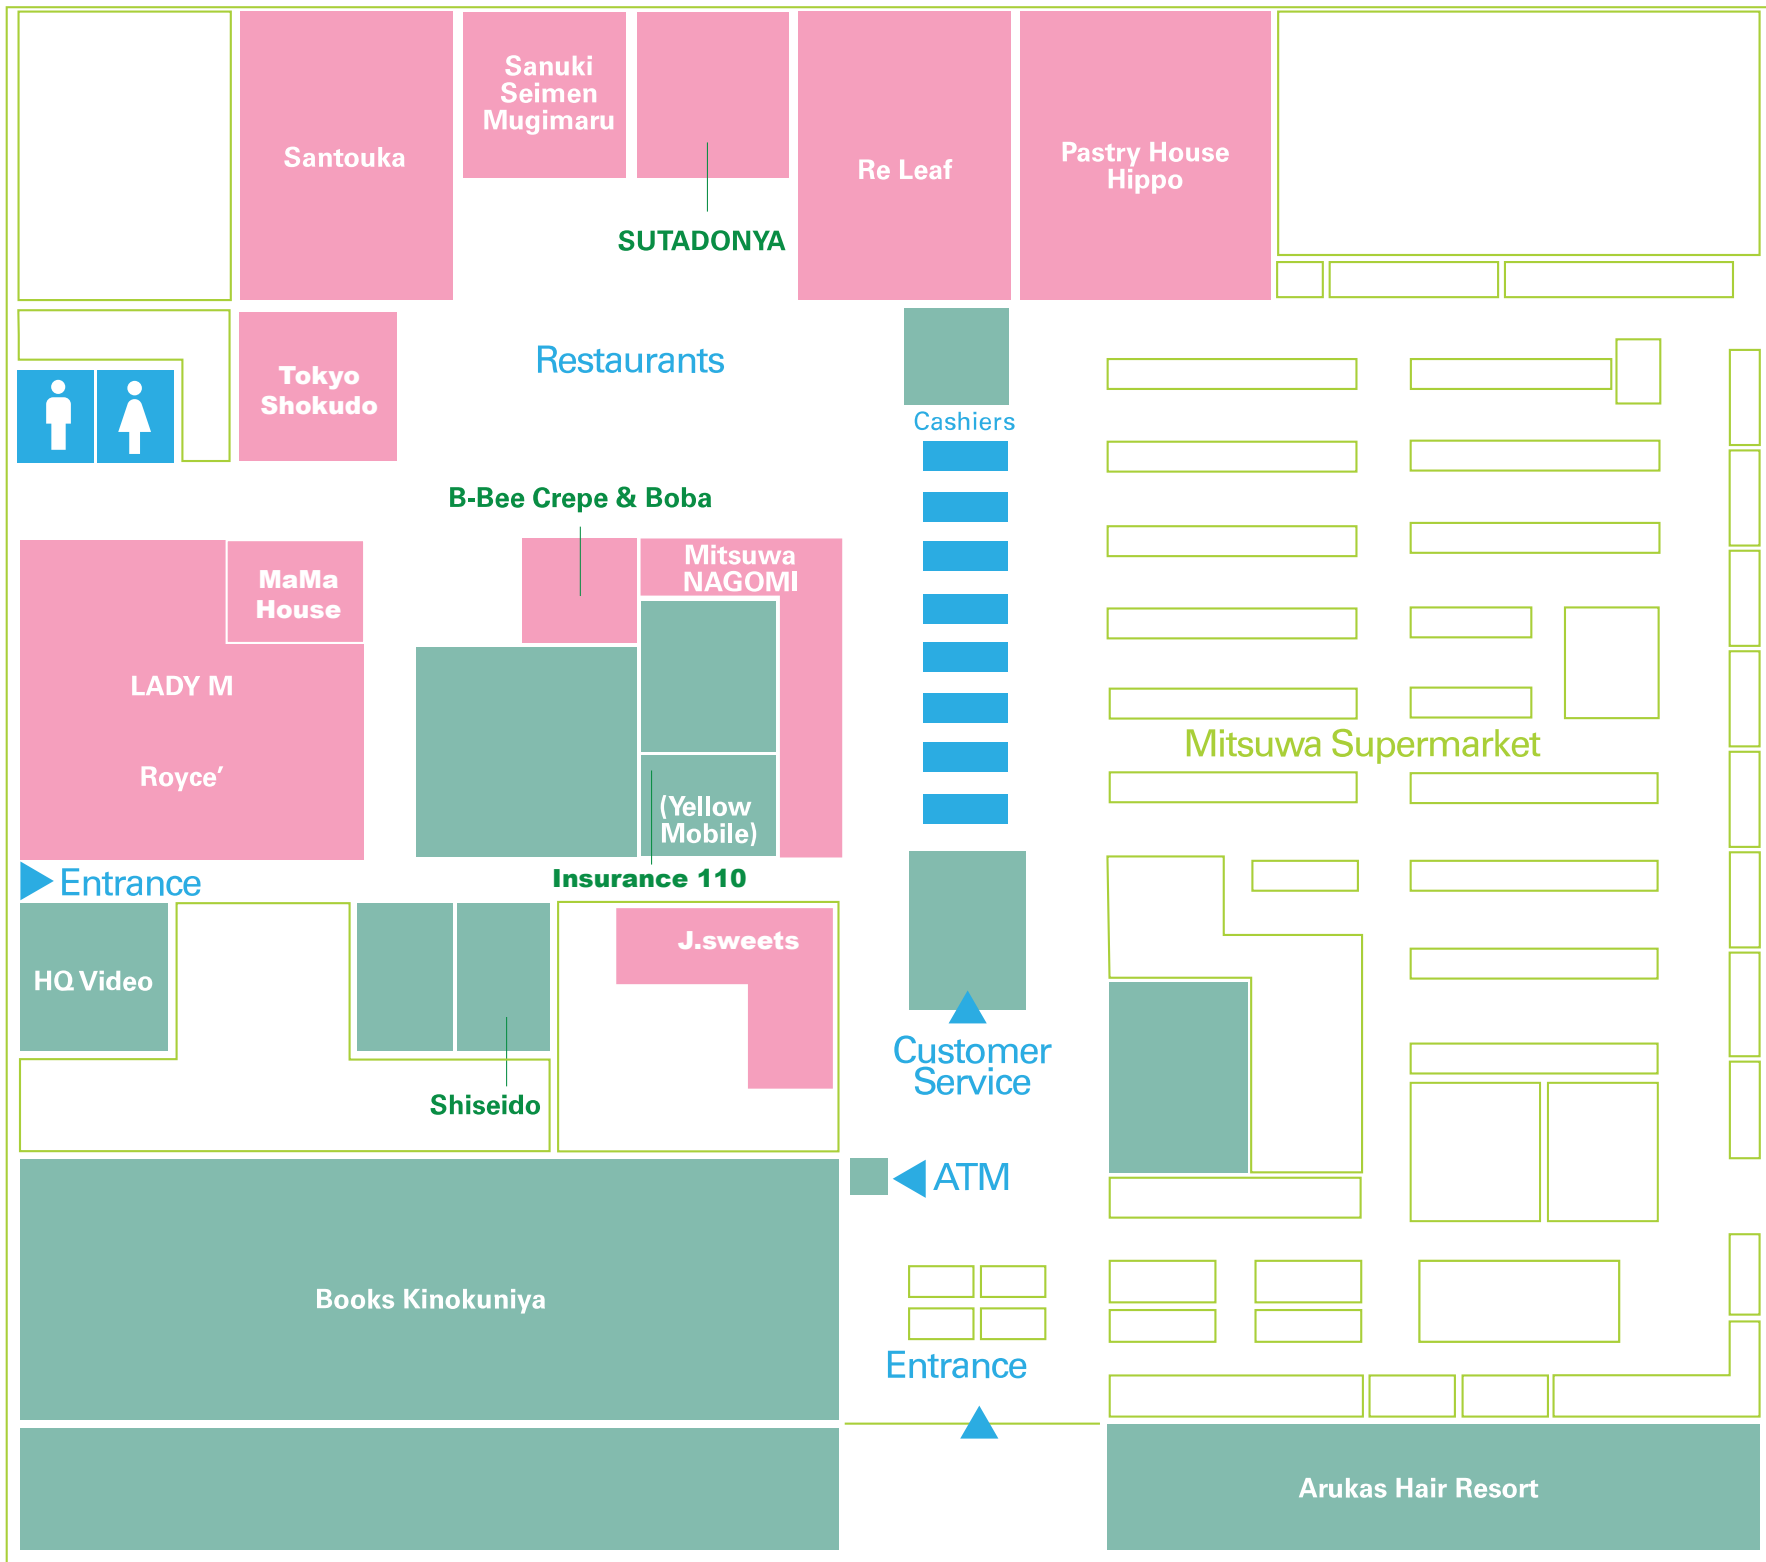 Sanuki
Seimen
Mugimaru
Santouka
Re Leaf
Pastry House
Hippo
SUTADONYA
Restaurants
Tokyo
Shokudo
Cashiers
B-Bee Crepe & Boba
Mitsuwa
NAGOMI
MaMa
House
LADY M
Royce’
Mitsuwa Supermarket
(Yellow
Mobile)
Entrance
Insurance 110
J.sweets
HQ Video
Customer
Service
Shiseido
ATM
Books Kinokuniya
Entrance
Arukas Hair Resort